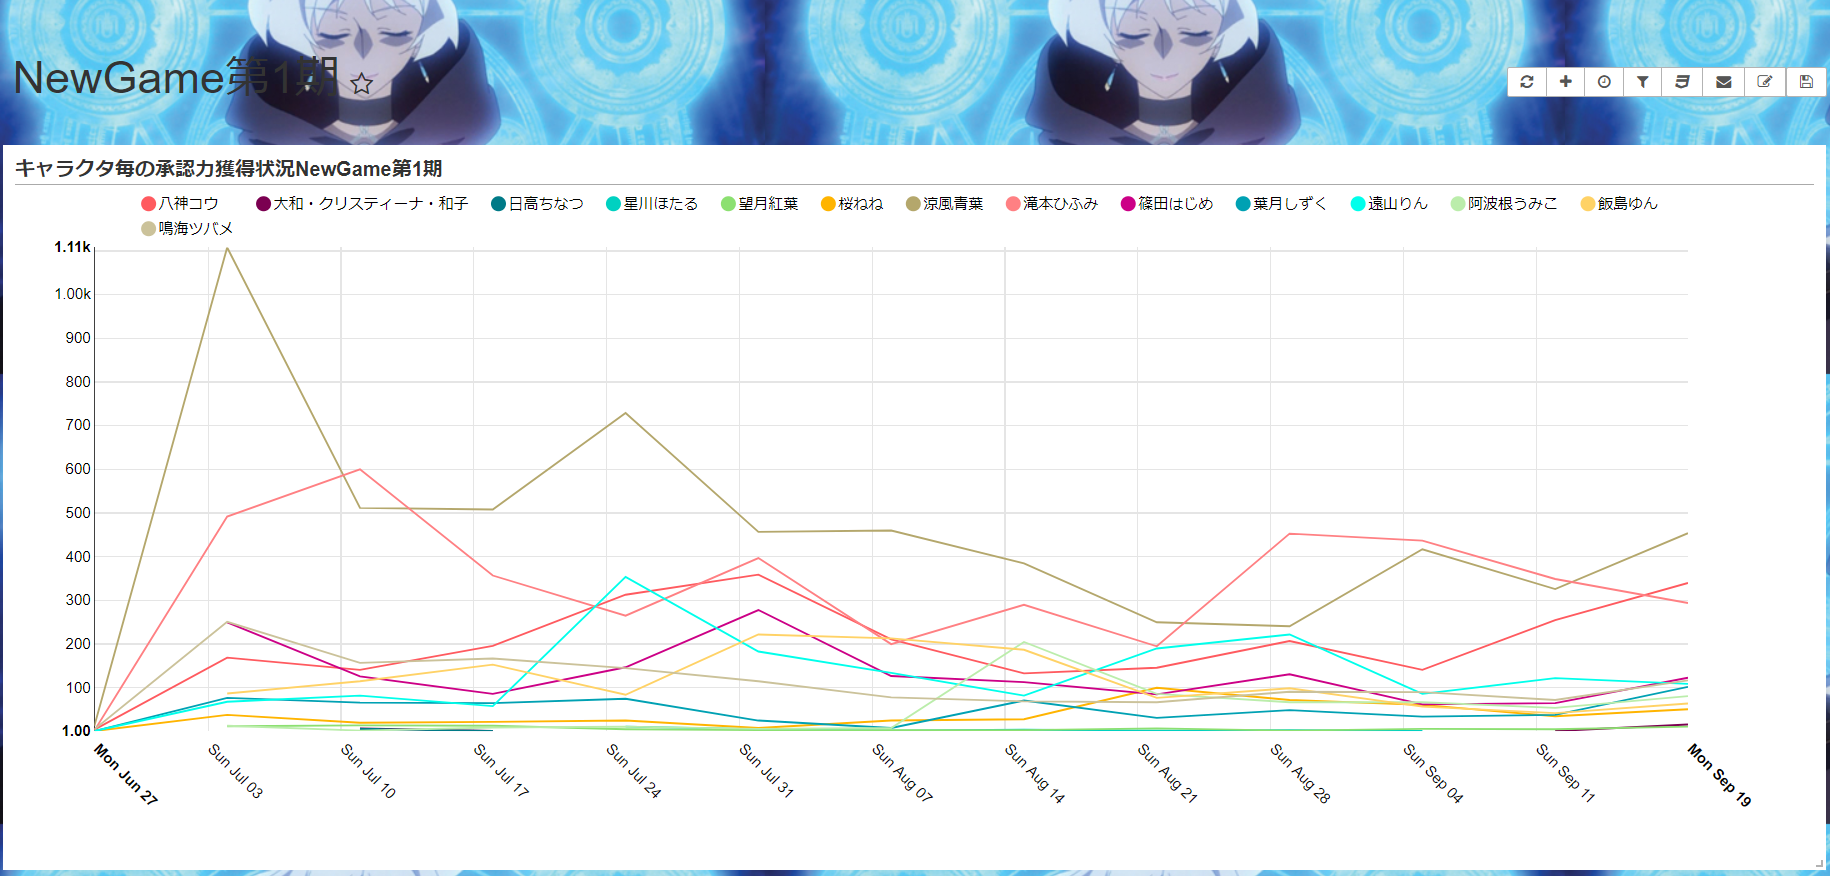 NewGame第1期
キャラクタ毎の承認力獲得状況NewGame第1期
八神コウ 大和・クリスティーナ・和子 日高ちなつ 星川ほたる 望月紅葉 桜ねね 涼風青葉 滝本ひふみ 篠田はじめ 葉月しずく 遠山りん 阿波根うみこ 飯島ゆん
鳴海ツバメ
1.11k
1.00k
900
800
700
600
500
400
300
200
100
1.00
Mon Jun 27 Sun Jul 03 Sun Jul 10 Sun Jul 17 Sun Jul 24 Sun Jul 31 Sun Aug 07 Sun Aug 14 Sun Aug 21 Sun Aug 28 Sun Sep 04 Sun Sep 11 Mon Sep 19